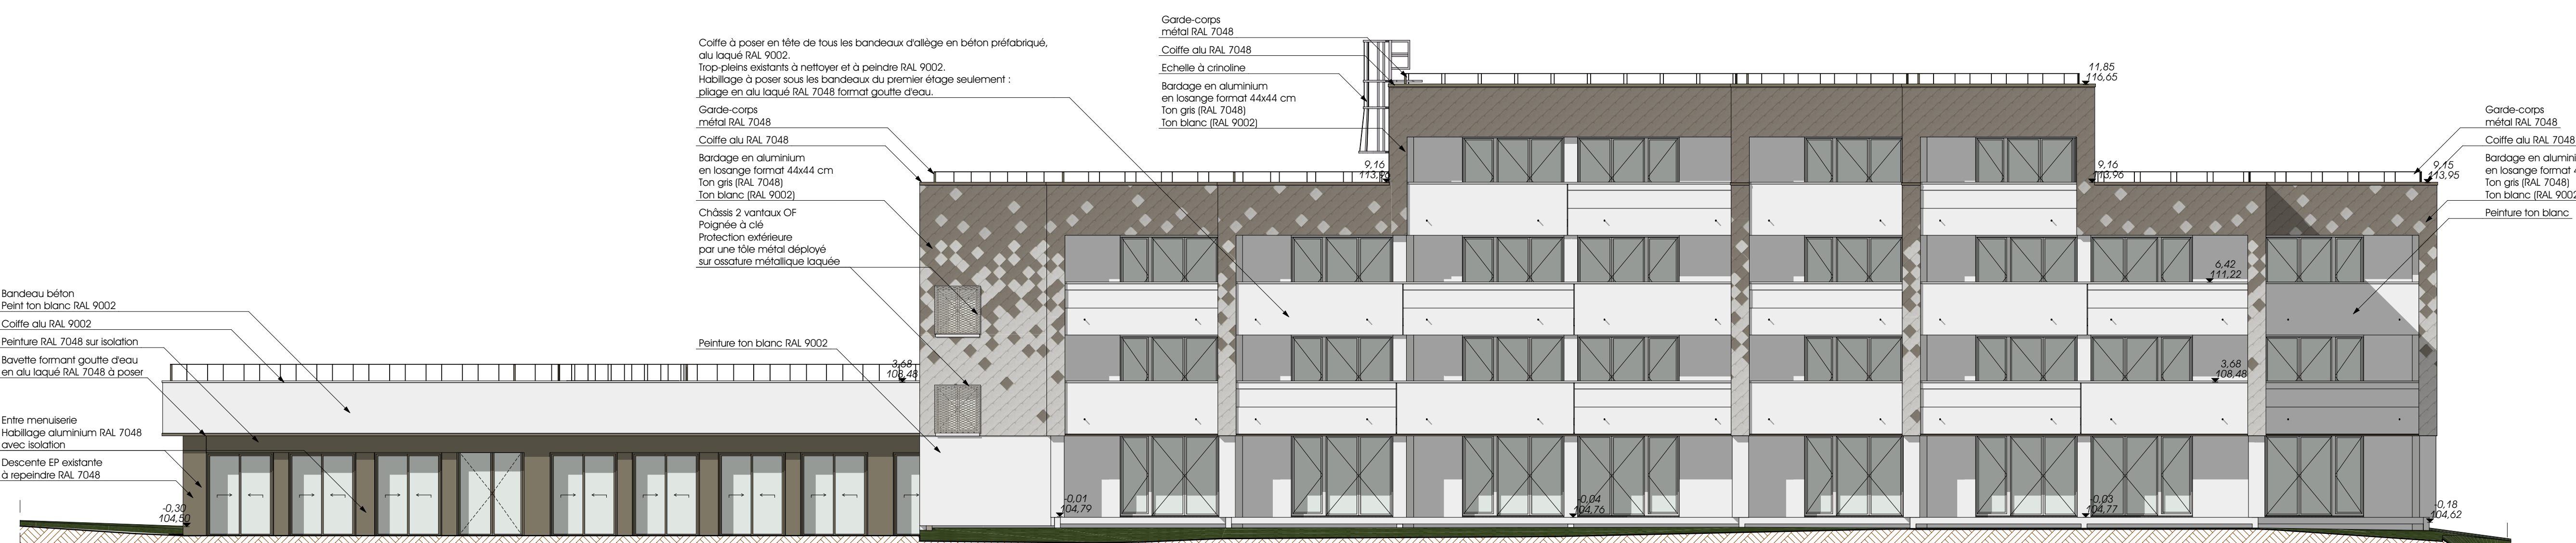 Garde-corps
métal RAL 7048
Coiffe alu RAL 7048
Echelle à crinoline
Bardage en aluminium
en losange format 44x44 cm
Ton gris (RAL 7048)
Ton blanc (RAL 9002)
Coiffe à poser en tête de tous les bandeaux d'allège en béton préfabriqué,
alu laqué RAL 9002.
Trop-pleins existants à nettoyer et à peindre RAL 9002.
Habillage à poser sous les bandeaux du premier étage seulement :
pliage en alu laqué RAL 7048 format goutte d'eau.
Garde-corps
métal RAL 7048
Coiffe alu RAL 7048
Bardage en aluminium
en losange format 44x44 cm
Ton gris (RAL 7048)
Ton blanc (RAL 9002)
Châssis 2 vantaux OF
Poignée à clé
Protection extérieure
par une tôle métal déployé
sur ossature métallique laquée
Peinture ton blanc RAL 9002
Bandeau béton
Peint ton blanc RAL 9002
Coiffe alu RAL 9002
Peinture RAL 7048 sur isolation
Bavette formant goutte d'eau
en alu laqué RAL 7048 à poser
Entre menuiserie
Habillage aluminium RAL 7048
avec isolation
Descente EP existante
à repeindre RAL 7048
Garde-corps
métal RAL 7048
Coiffe alu RAL 7048
Bardage en alumini
en losange format 4
Ton gris (RAL 7048)
Ton blanc (RAL 9002
Peinture ton blanc
11,85
116,65
9,16
113,96
9,16
113,96
9,15
113,95
6,42
111,22
3,68
108,48
3,68
108,48
-0,30
104,50
-0,01
104,79
-0,04
104,76
-0,03
104,77
-0,18
104,62